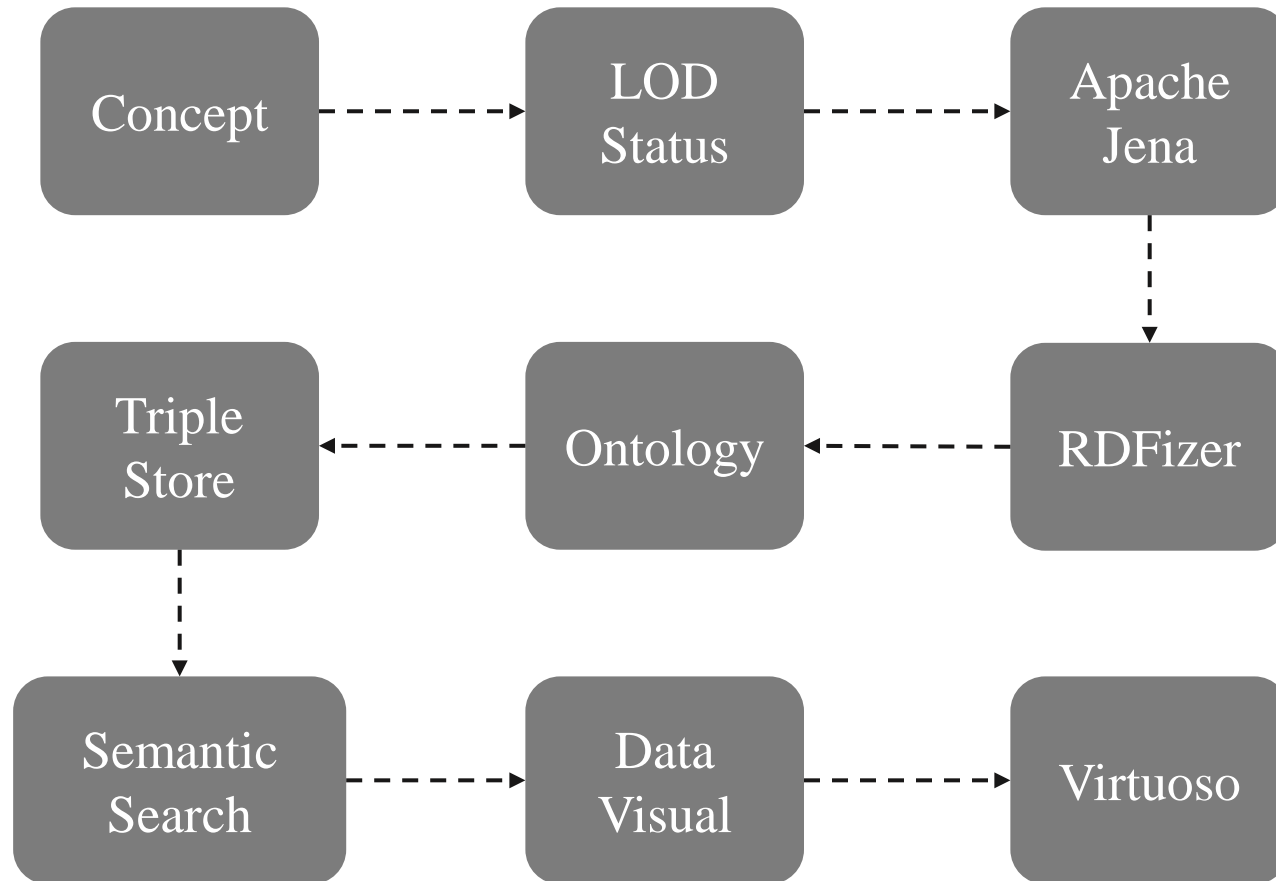 Concept
LOD
Status
Apache
Jena
Triple
Store
Ontology
RDFizer
Semantic
Search
Data
Visual
Virtuoso